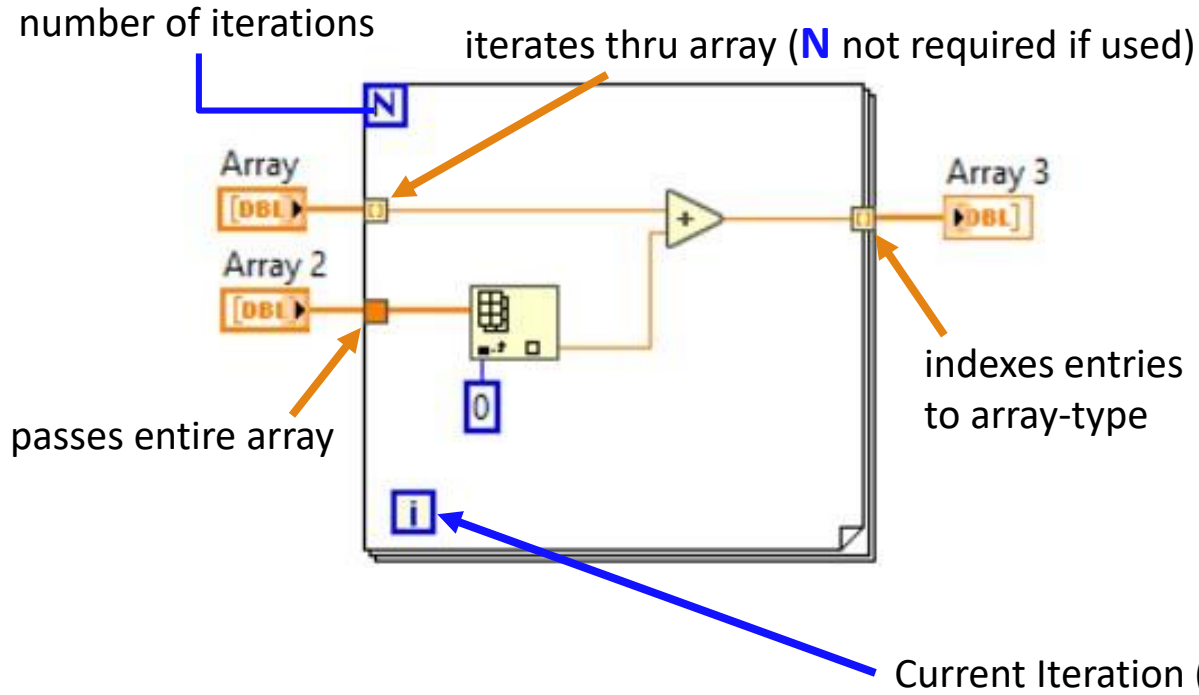 number of iterations
iterates thru array (N not required if used)
N
Array
[DBL]
Array 3
DBL]
+
Array 2
[DBL]
0
indexes entries
to array-type
passes entire array
i
Current Iteration (